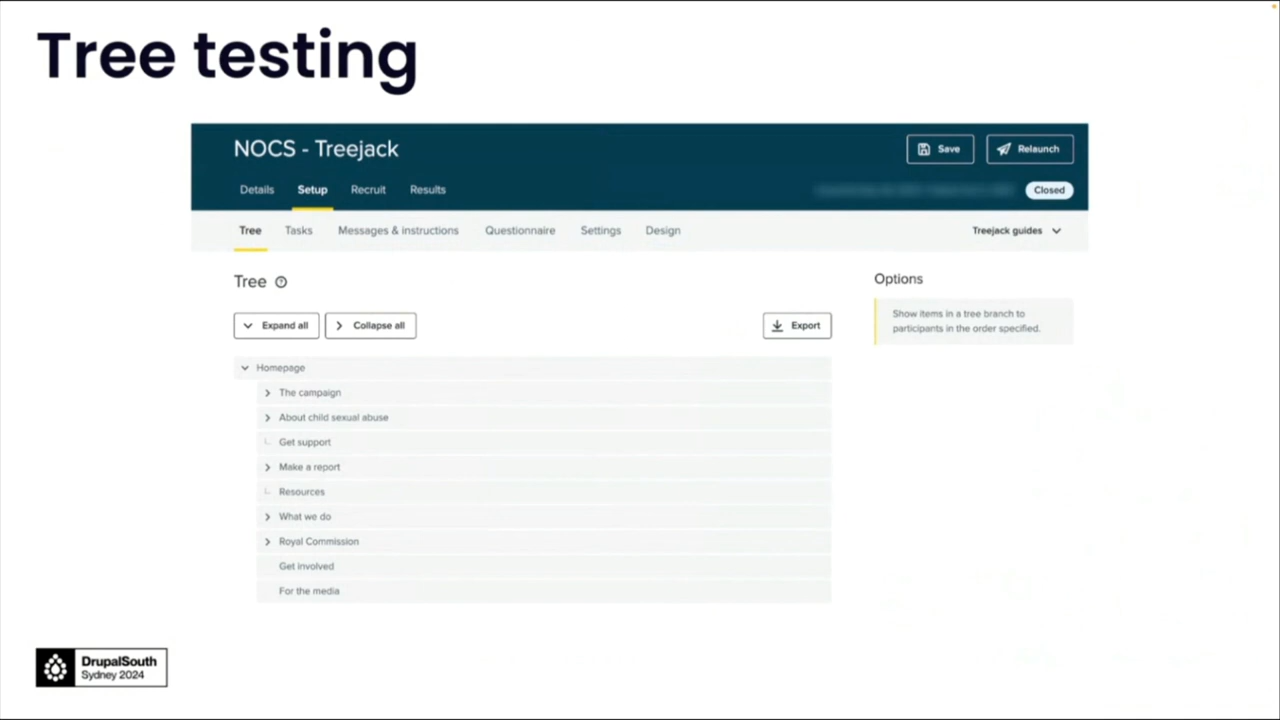 Tree testing
NOCS - Treejack
Save
Relaunch
Details
Setup
Recruit
Results
Closed
Tree
Tasks
Messages & instructions
Questionnaire
Settings
Design
Treejack guides
Tree
Options
Show items in a tree branch to
participants in the order specified.
Expand all
Collapse all
Export
Homepage
The campaign
About child sexual abuse
Get support
Make a report
Resources
What we do
Royal Commission
Get involved
For the media
DrupalSouth
Sydney 2024